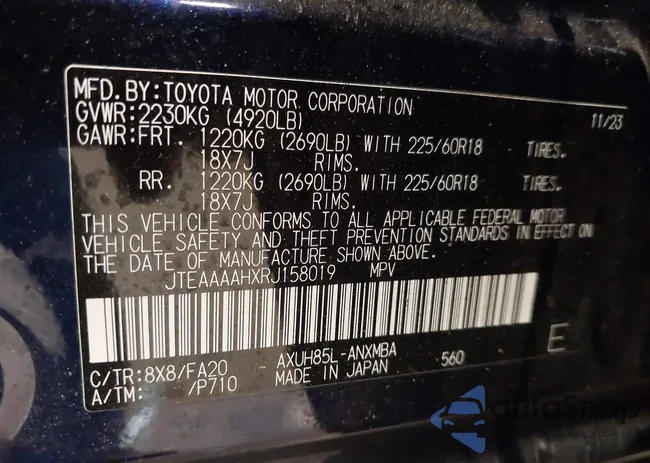 MFD.BY:TOYOTA MOTOR CORPORATION 11/23
GVWR:2230KG (4920LB)
GAWR:FRT. 1220KG (2690LB) WITH 225/60R18 TIRES.
18X7J RIMS.
RR. 1220KG (2690LB) WITH 225/60R18 TIRES.
18X7J RIMS.
THIS VEHICLE CONFORMS TO ALL APPLICABLE FEDERAL MOTOR
VEHICLE SAFETY AND THEFT PREVENTION STANDARDS IN EFFECT ON
THE DATE OF MANUFACTURE SHOWN ABOVE.
JTEAAAAHXRJ158019 MPV
E
C/TR:8X8/FA20 AXUH85L-ANXMBA 560
A/TM: /P710 MADE IN JAPAN